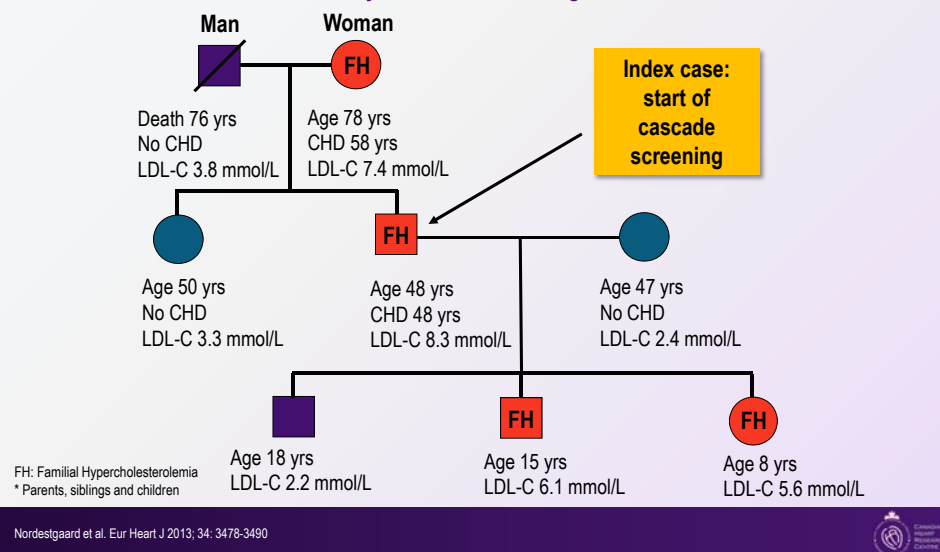 Man
Woman
FH
Index case:
start of
cascade
screening
Death 76 yrs
No CHD
LDL-C 3.8 mmol/L
Age 78 yrs
CHD 58 yrs
LDL-C 7.4 mmol/L
FH
Age 50 yrs
No CHD
LDL-C 3.3 mmol/L
Age 48 yrs
CHD 48 yrs
LDL-C 8.3 mmol/L
Age 47 yrs
No CHD
LDL-C 2.4 mmol/L
FH
FH
Age 18 yrs
LDL-C 2.2 mmol/L
Age 15 yrs
LDL-C 6.1 mmol/L
Age 8 yrs
LDL-C 5.6 mmol/L
FH: Familial Hypercholesterolemia
* Parents, siblings and children
Nordestgaard et al. Eur Heart J 2013; 34: 3478-3490
CANADIAN
HEART
RESEARCH
CENTRE